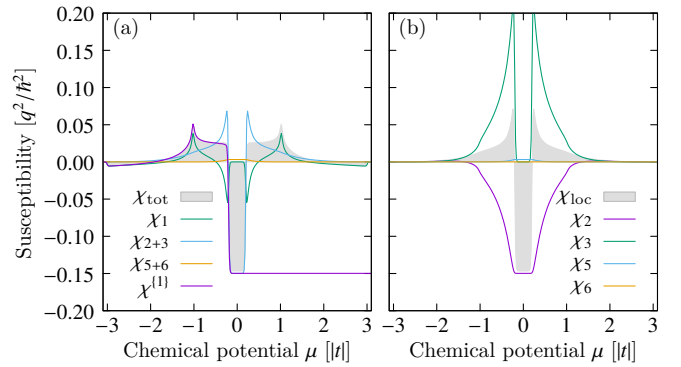 (a)
(b)
Susceptibility [q²/ħ²]
0.20
0.15
0.10
0.05
0.00
−0.05
−0.10
−0.15
−0.20
χtot
χ1
χ2+3
χ5+6
χ{1}
χloc
χ2
χ3
χ5
χ6
−3 −2 −1 0 1 2 3
−3 −2 −1 0 1 2 3
Chemical potential μ [|t|]
Chemical potential μ [|t|]